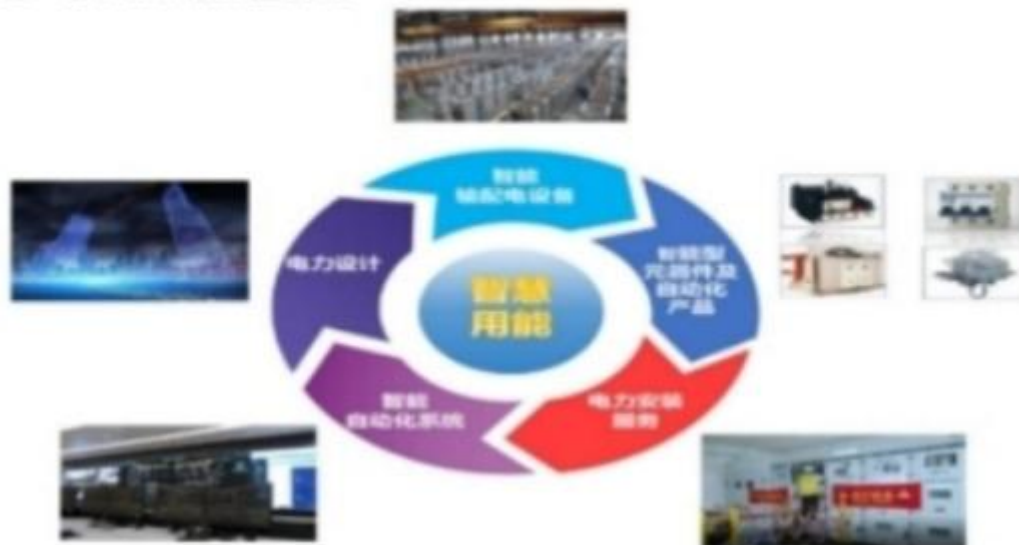 智能
输配电设备
智能型
元器件及
自动化
产品
电力安装
服务
智能
自动化系统
电力设计
智慧
用能